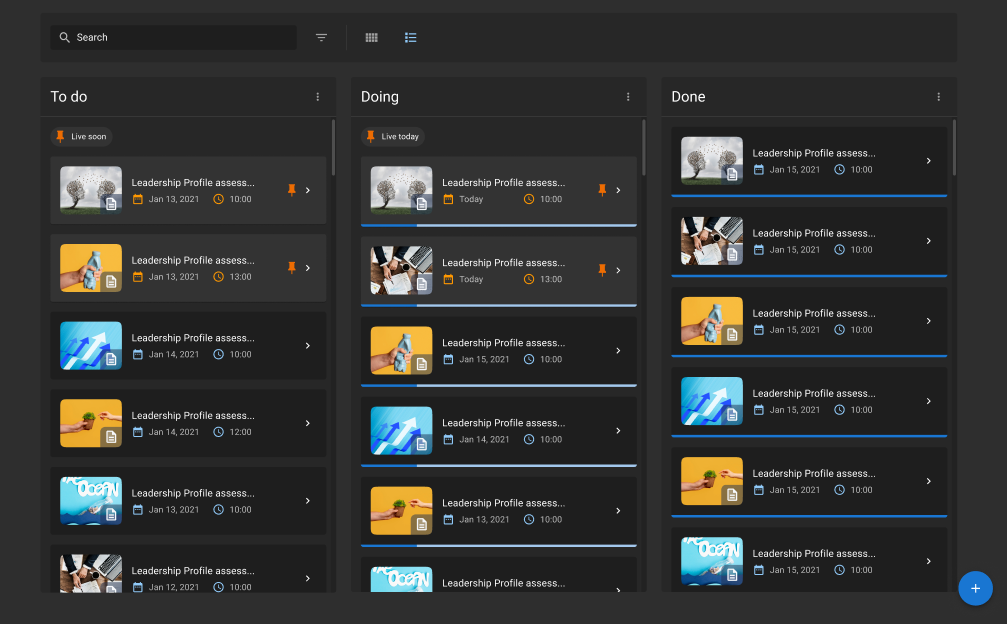 Search
To do
Live soon
Leadership Profile assess...
Jan 13, 2021 10:00
Leadership Profile assess...
Jan 13, 2021 13:00
Leadership Profile assess...
Jan 14, 2021 10:00
Leadership Profile assess...
Jan 14, 2021 12:00
OCEAN
Leadership Profile assess...
Jan 13, 2021 10:00
Leadership Profile assess...
Jan 12, 2021 10:00
Doing
Live today
Leadership Profile assess...
Today 10:00
Leadership Profile assess...
Today 13:00
Leadership Profile assess...
Jan 15, 2021 10:00
Leadership Profile assess...
Jan 14, 2021 10:00
Leadership Profile assess...
Jan 13, 2021 10:00
OCEAN
Leadership Profile assess...
Done
Leadership Profile assess...
Jan 15, 2021 10:00
Leadership Profile assess...
Jan 15, 2021 10:00
Leadership Profile assess...
Jan 15, 2021 10:00
Leadership Profile assess...
Jan 15, 2021 10:00
Leadership Profile assess...
Jan 15, 2021 10:00
OCEAN
Leadership Profile assess...
Jan 15, 2021 10:00